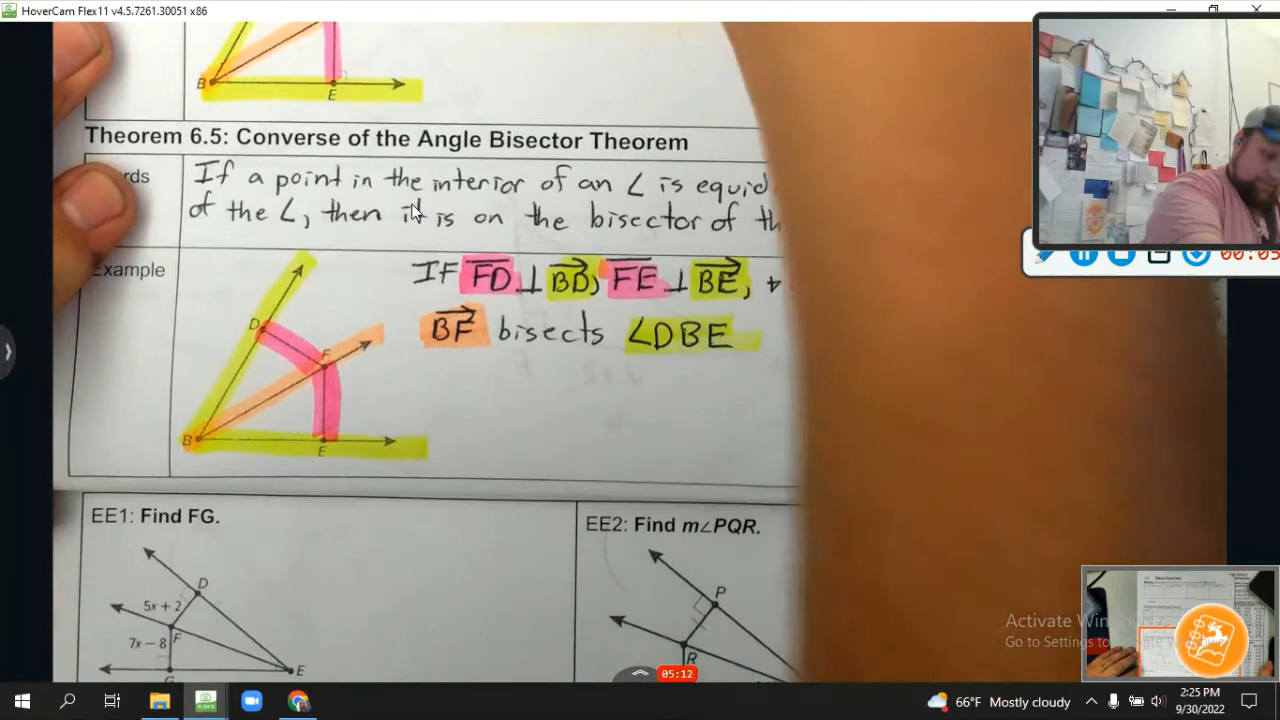 HoverCam Flex11 v4.5.7261.30051 x86
B
E
Theorem 6.5: Converse of the Angle Bisector Theorem
If a point in the interior of an ∠ is
of the ∠, then it is on the bisector of
Example
IF FD ⊥ BD, FE ⊥ BE,
BF bisects ∠DBE
D
F
B
E
EE1: Find FG.
D
5x + 2
F
7x – 8
E
G
EE2: Find m∠PQR.
P
R
Activate
Go to Settings to
05:12
66°F Mostly cloudy
2:25 PM
9/30/2022